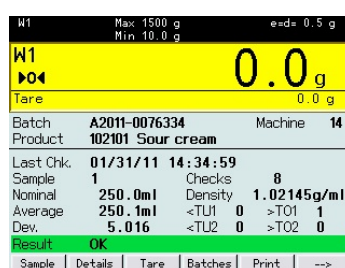 W1 Max 1500 g e=d= 0.5 g
Min 10.0 g
W1
0.0 g
▶0◀
Tare 0.0 g
Batch A2011-0076334 Machine 14
Product 102101 Sour cream
Last Chk. 01/31/11 14:34:59
Sample 1 Checks 8
Nominal 250.0ml Density 1.02145g/ml
Average 250.1ml <TU1 0 >TO1 1
Dev. 5.016 <TU2 0 >TO2 0
Result OK
Sample Details Tare Batches Print -->